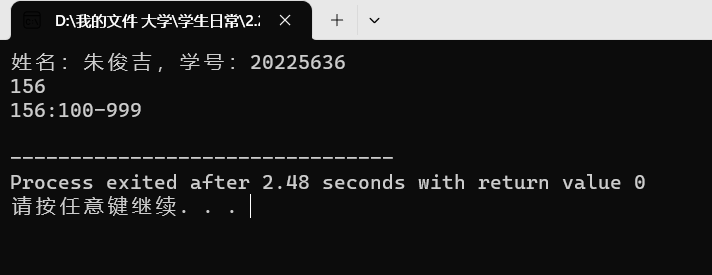 D:\我的文件 大学\学生日常\2.2
姓名：朱俊吉，学号：20225636
156
156:100-999
--------------------------------
Process exited after 2.48 seconds with return value 0
请按任意键继续. . .